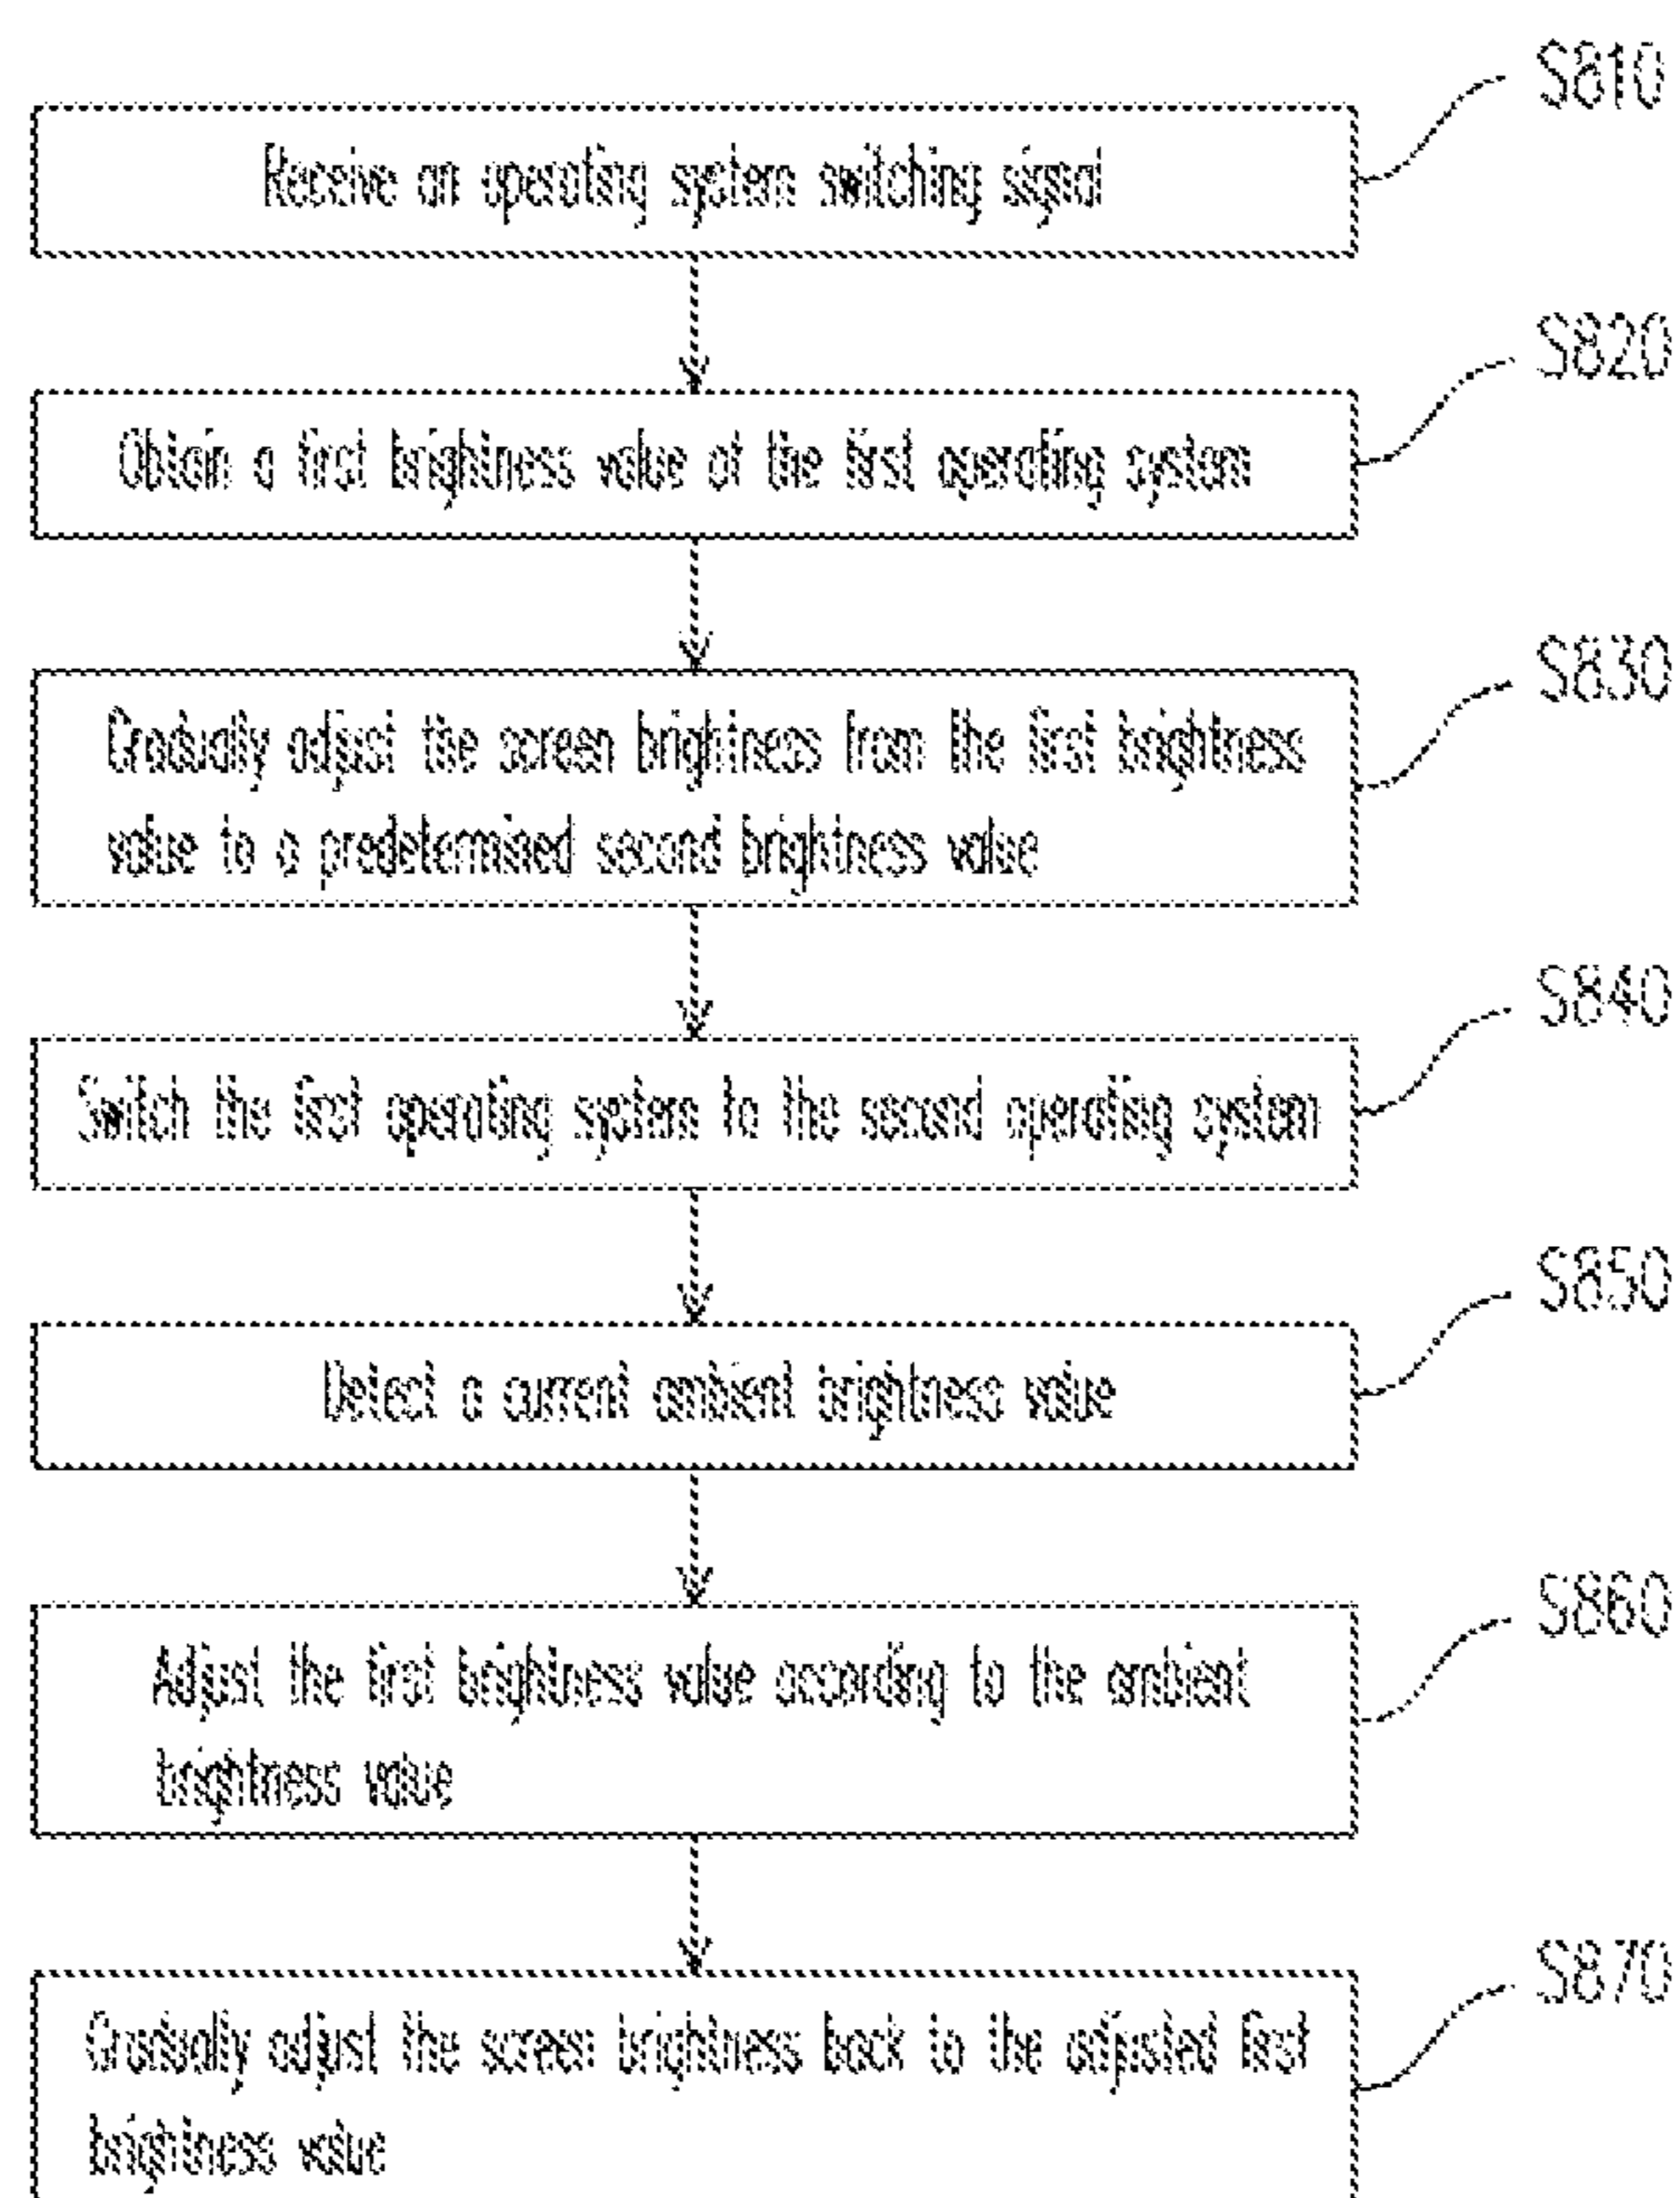 S810
Receive an operating system switching signal
S820
Obtain a first brightness value of the first operating system
S830
Gradually adjust the screen brightness from the first brightness
value to a predetermined second brightness value
S840
Switch the first operating system to the second operating system
S850
Detect a current ambient brightness value
S860
Adjust the first brightness value according to the ambient
brightness value
S870
Gradually adjust the screen brightness back to the adjusted first
brightness value